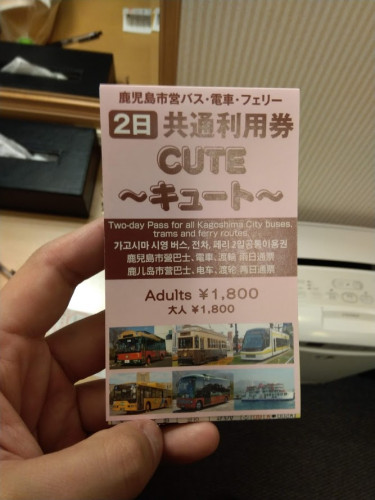 鹿児島市営バス・電車・フェリー
2日 共通利用券
CUTE
～キュート～
Two-day Pass for all Kagoshima City buses,
trams and ferry routes.
가고시마 시영 버스, 전차, 페리 2일공통이용권
鹿兒島市營巴士、電車、渡輪 兩日通票
鹿儿岛市营巴士、电车、渡轮 两日通票
Adults ¥1,800
大人 ¥1,800